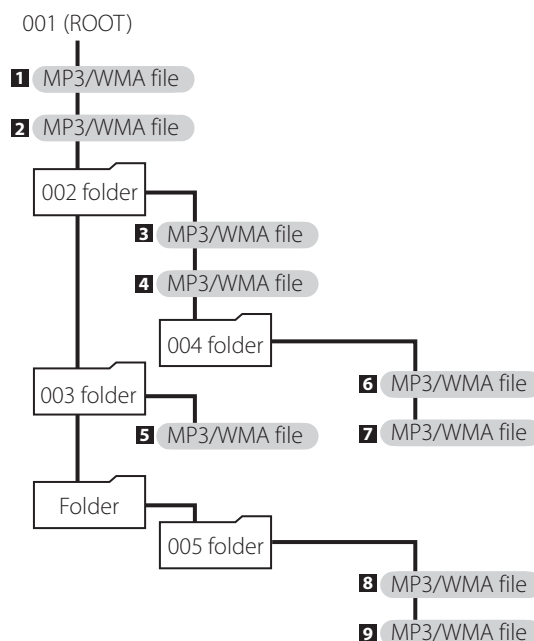 001 (ROOT)
1 MP3/WMA file
2 MP3/WMA file
002 folder
3 MP3/WMA file
4 MP3/WMA file
004 folder
6 MP3/WMA file
003 folder
5 MP3/WMA file
7 MP3/WMA file
Folder
005 folder
8 MP3/WMA file
9 MP3/WMA file